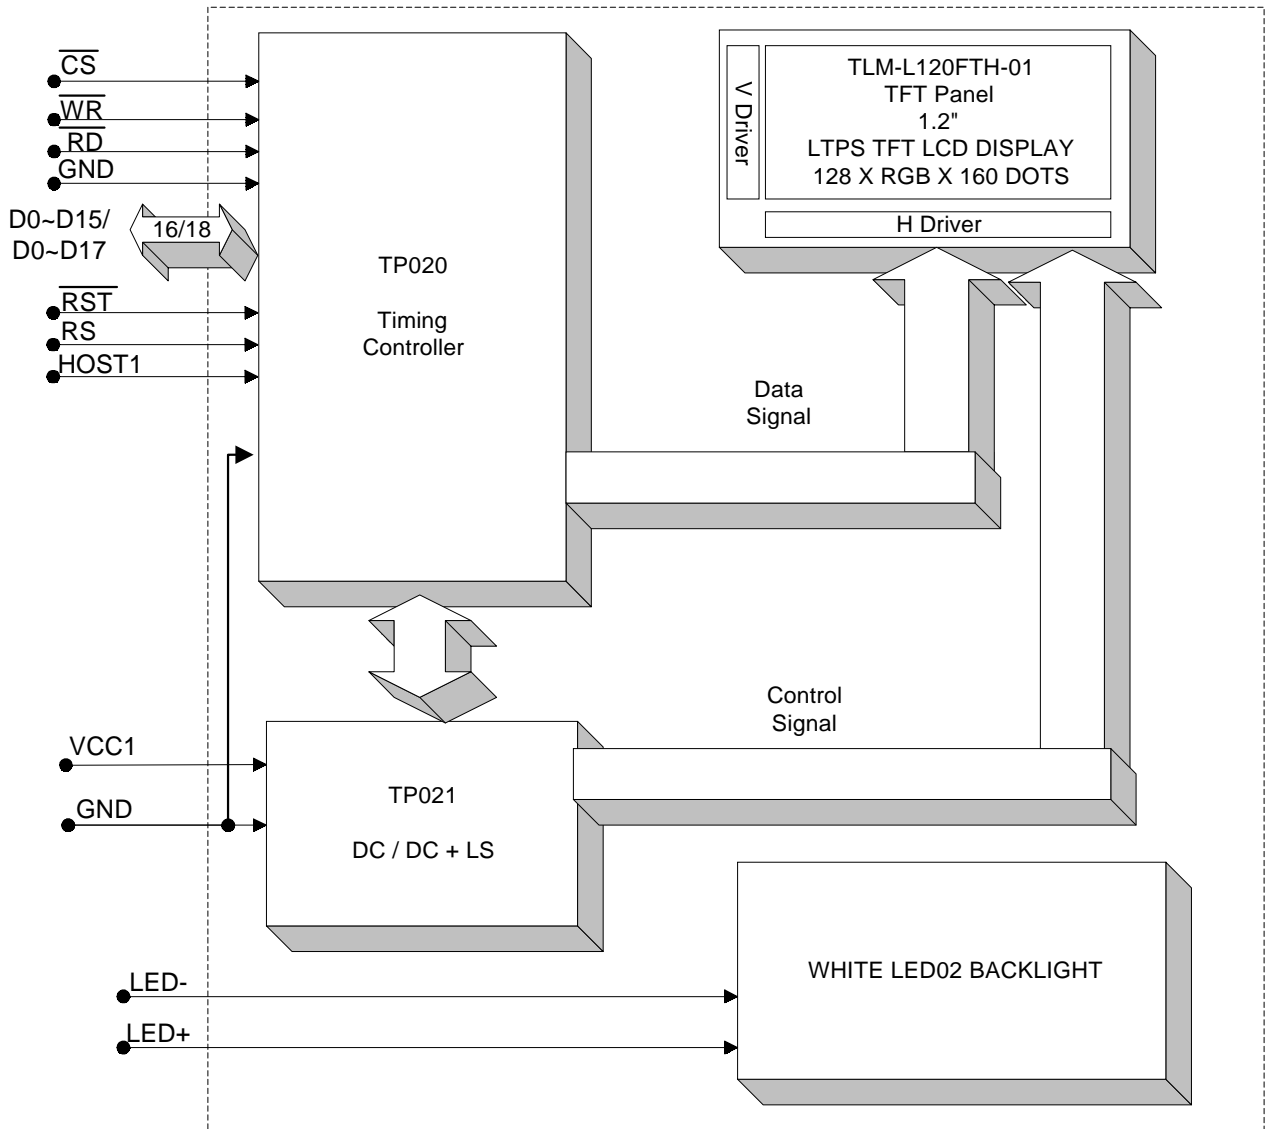 CS
WR
RD
GND
D0~D15/
D0~D17
16/18
RST
RS
HOST1
TP020
Timing
Controller
V Driver
TLM-L120FTH-01
TFT Panel
1.2"
LTPS TFT LCD DISPLAY
128 X RGB X 160 DOTS
H Driver
Data
Signal
Control
Signal
VCC1
GND
TP021
DC / DC + LS
LED-
LED+
WHITE LED02 BACKLIGHT